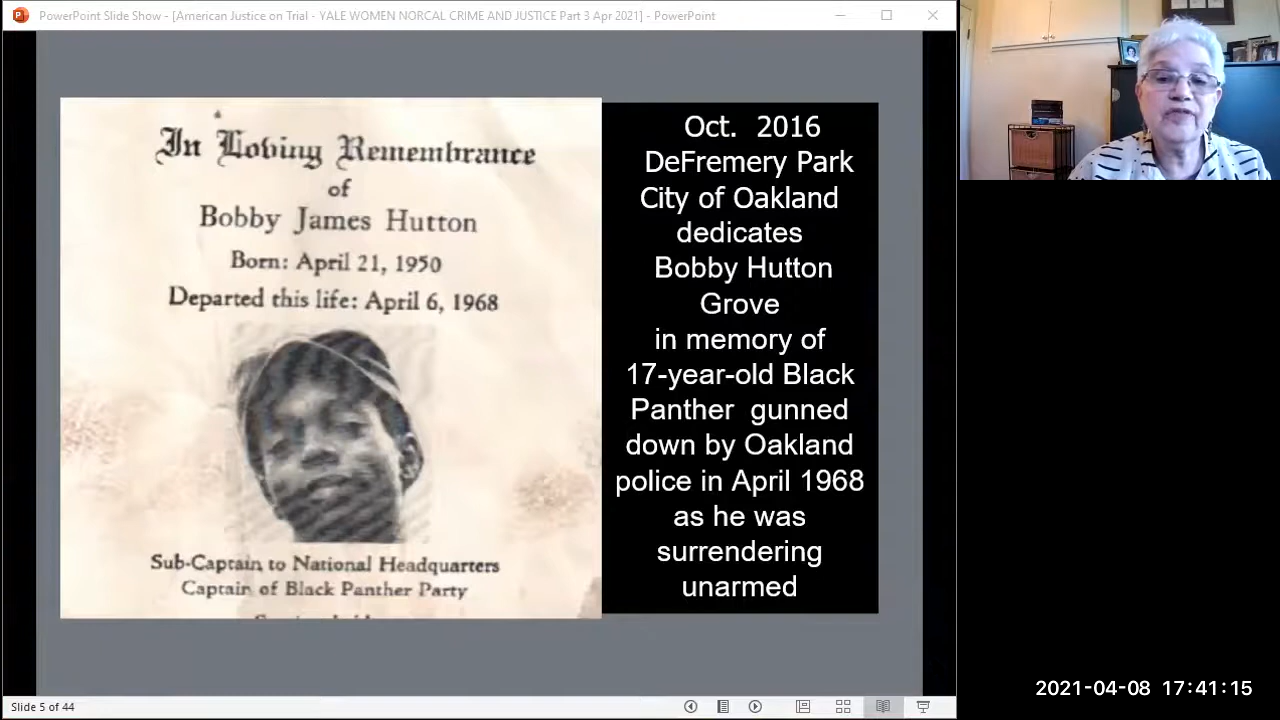 PowerPoint Slide Show - [American Justice on Trial - YALE WOMEN NORCAL CRIME AND JUSTICE Part 3 Apr 2021] - PowerPoint
In Loving Remembrance
of
Bobby James Hutton
Born: April 21, 1950
Departed this life: April 6, 1968
Sub-Captain to National Headquarters
Captain of Black Panther Party
Oct. 2016
DeFremery Park
City of Oakland
dedicates
Bobby Hutton
Grove
in memory of
17-year-old Black
Panther gunned
down by Oakland
police in April 1968
as he was
surrendering
unarmed
Slide 5 of 44
2021-04-08 17:41:15